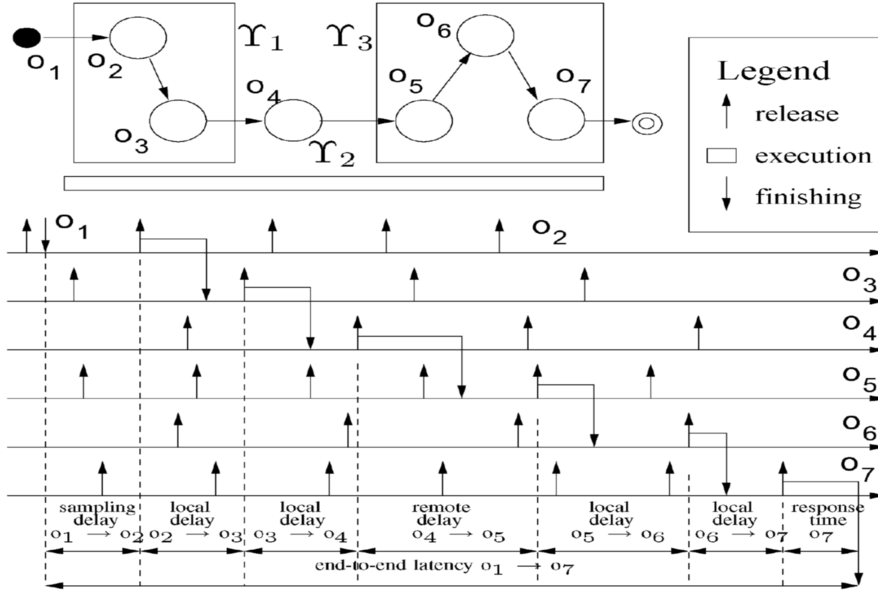 o1
o2
o3
ϒ1
o4
ϒ2
ϒ3
o5
o6
o7
Legend
release
execution
finishing
o1
o2
o3
o4
o5
o6
o7
sampling delay o1 → o2
local delay o2 → o3
local delay o3 → o4
remote delay o4 → o5
local delay o5 → o6
local delay o6 → o7
response time o7
end-to-end latency o1 → o7